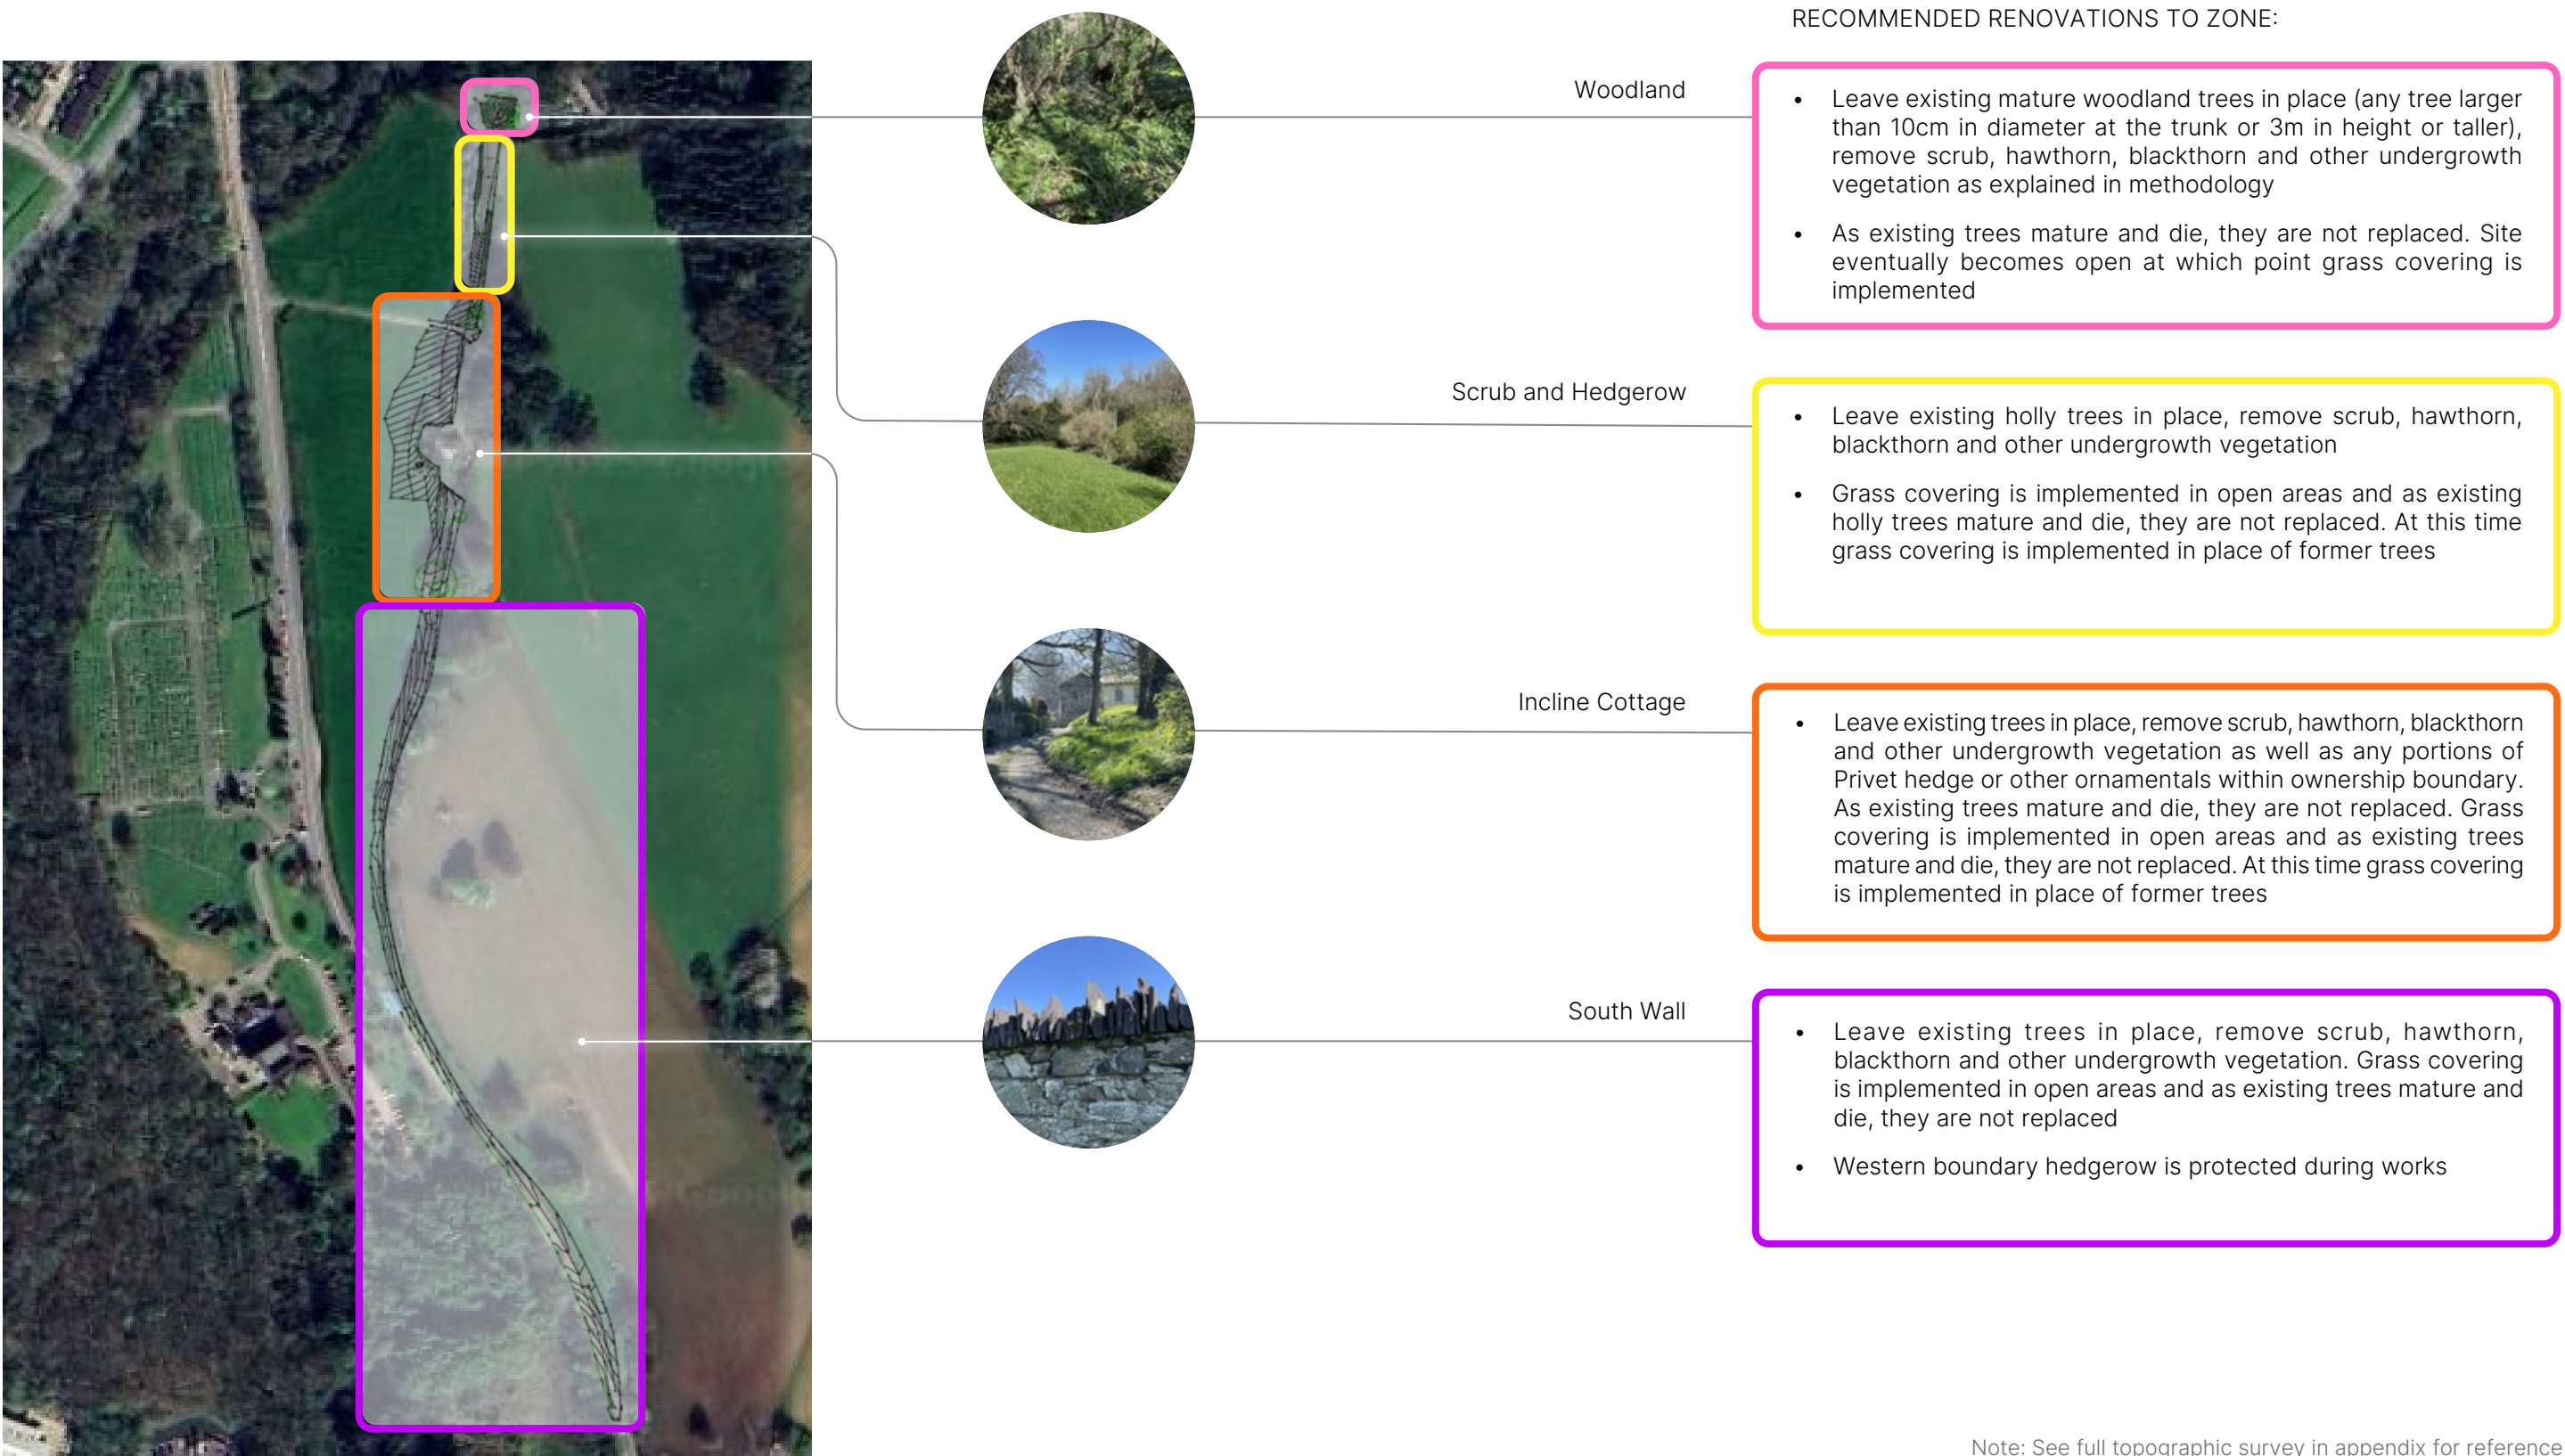 RECOMMENDED RENOVATIONS TO ZONE:
Woodland
• Leave existing mature woodland trees in place (any tree larger
than 10cm in diameter at the trunk or 3m in height or taller),
remove scrub, hawthorn, blackthorn and other undergrowth
vegetation as explained in methodology
• As existing trees mature and die, they are not replaced. Site
eventually becomes open at which point grass covering is
implemented
Scrub and Hedgerow
• Leave existing holly trees in place, remove scrub, hawthorn,
blackthorn and other undergrowth vegetation
• Grass covering is implemented in open areas and as existing
holly trees mature and die, they are not replaced. At this time
grass covering is implemented in place of former trees
Incline Cottage
• Leave existing trees in place, remove scrub, hawthorn, blackthorn
and other undergrowth vegetation as well as any portions of
Privet hedge or other ornamentals within ownership boundary.
As existing trees mature and die, they are not replaced. Grass
covering is implemented in open areas and as existing trees
mature and die, they are not replaced. At this time grass covering
is implemented in place of former trees
South Wall
• Leave existing trees in place, remove scrub, hawthorn,
blackthorn and other undergrowth vegetation. Grass covering
is implemented in open areas and as existing trees mature and
die, they are not replaced
• Western boundary hedgerow is protected during works
Note: See full topographic survey in appendix for reference